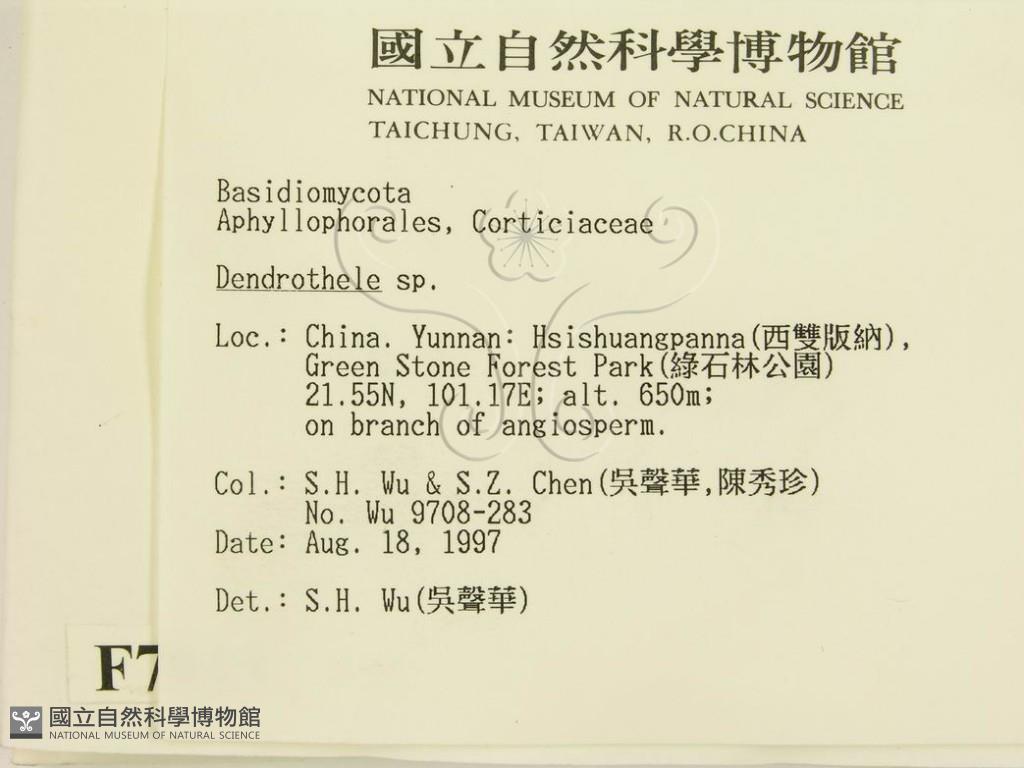 國立自然科學博物館
NATIONAL MUSEUM OF NATURAL SCIENCE
TAICHUNG, TAIWAN, R.O.CHINA
Basidiomycota
Aphyllophorales, Corticiaceae
Dendrothele sp.
Loc.: China. Yunnan: Hsishuangpanna(西雙版納),
Green Stone Forest Park(綠石林公園)
21.55N, 101.17E; alt. 650m;
on branch of angiosperm.
Col.: S.H. Wu & S.Z. Chen(吳聲華,陳秀珍)
No. Wu 9708-283
Date: Aug. 18, 1997
Det.: S.H. Wu(吳聲華)
F7
國立自然科學博物館
NATIONAL MUSEUM OF NATURAL SCIENCE